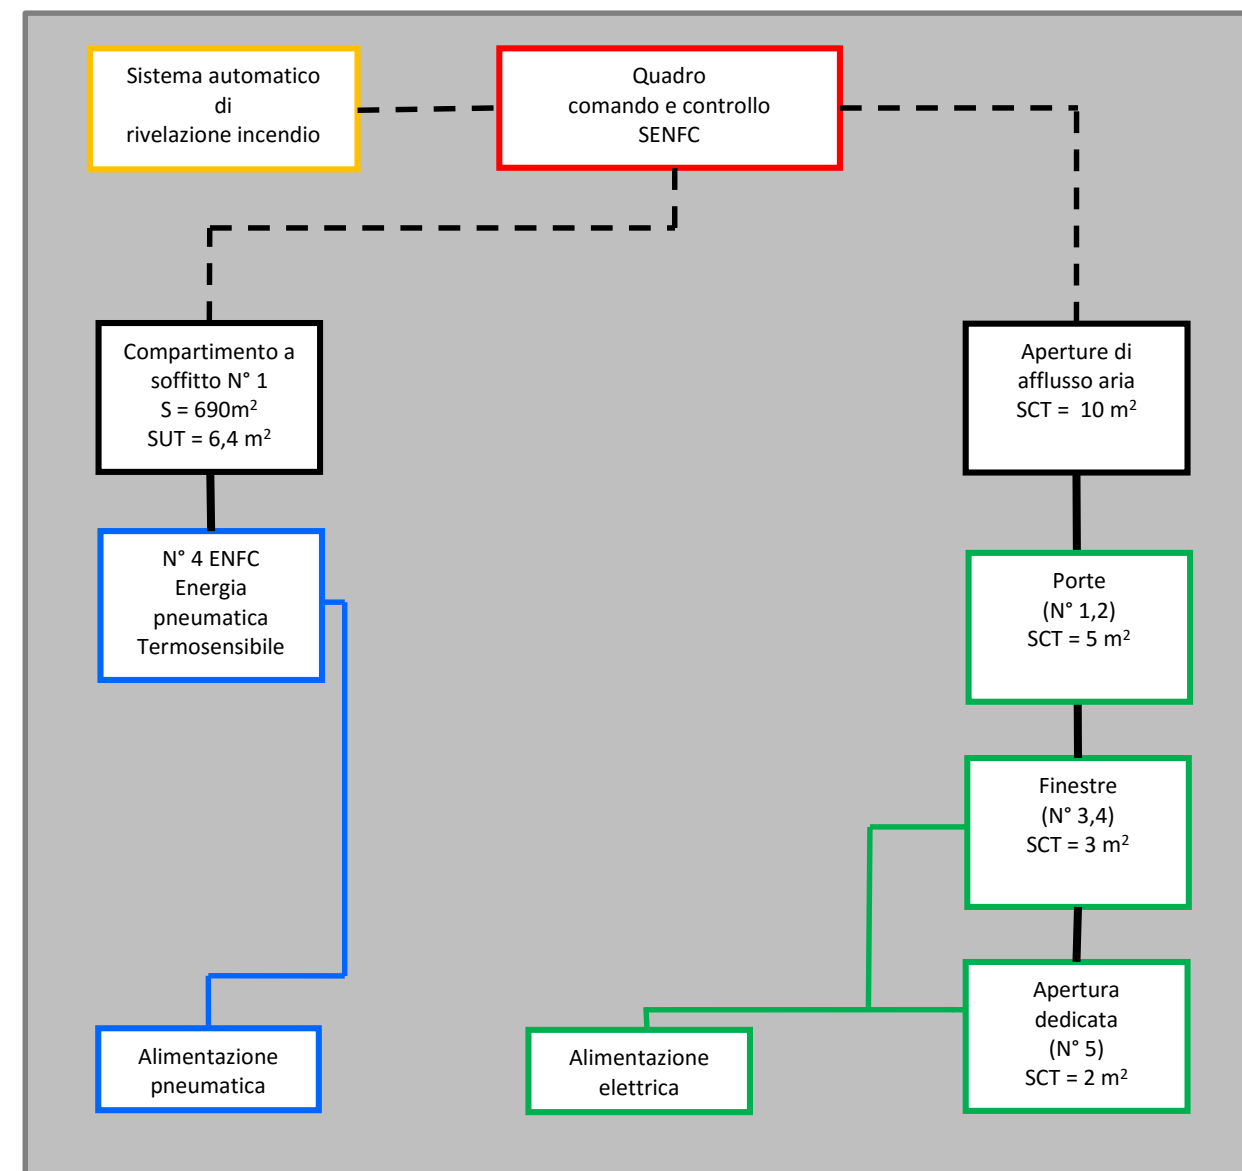 Sistema automatico
di
rivelazione incendio
Quadro
comando e controllo
SENFC
Compartimento a
soffitto N° 1
S = 690m²
SUT = 6,4 m²
Aperture di
afflusso aria
SCT =  10 m²
N° 4 ENFC
Energia
pneumatica
Termosensibile
Porte
(N° 1,2)
SCT = 5 m²
Finestre
(N° 3,4)
SCT = 3 m²
Apertura
dedicata
(N° 5)
SCT = 2 m²
Alimentazione
pneumatica
Alimentazione
elettrica